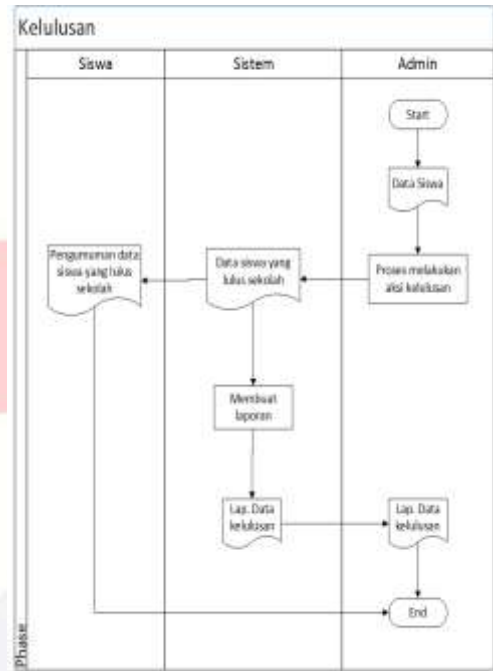 Kelulusan
Siswa
Sistem
Admin
Start
Data Siswa
Pengumuman data
siswa yang lulus
sekolah
Data siswa yang
lulus sekolah
Proses melakukan
aksi kelulusan
Membuat
laporan
Lap. Data
kelulusan
Lap. Data
kelulusan
End
Phase